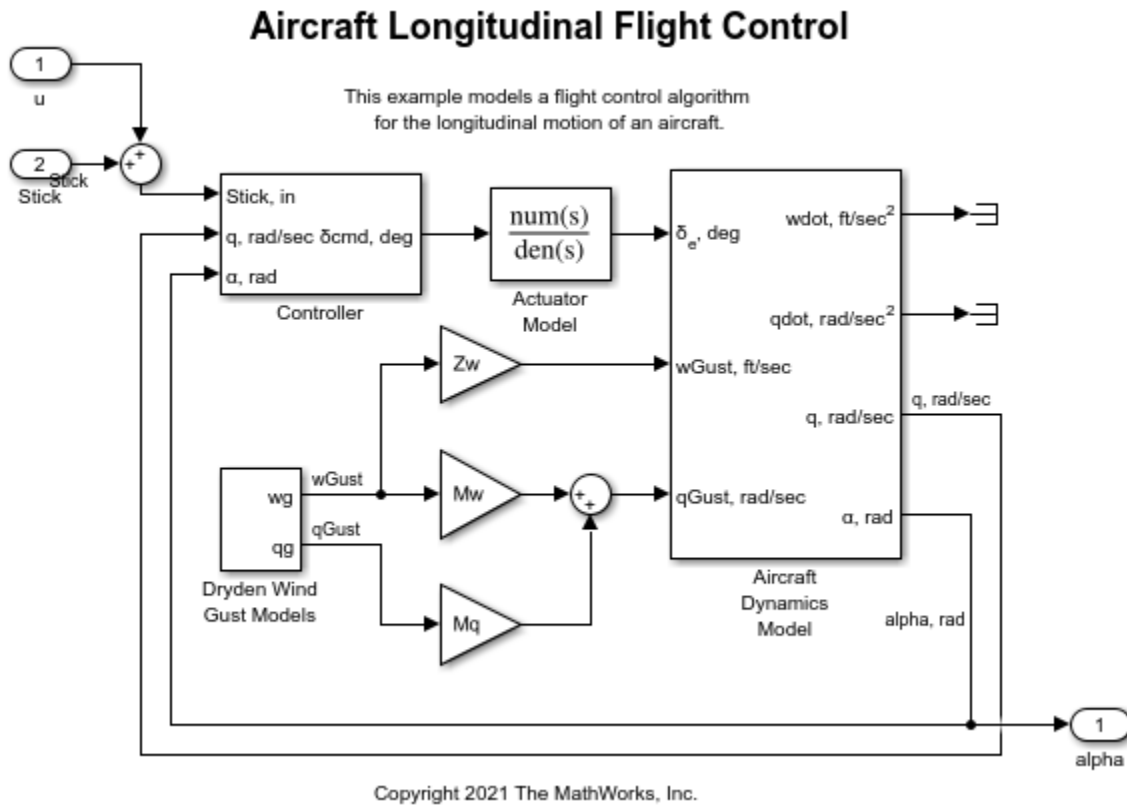 Aircraft Longitudinal Flight Control
This example models a flight control algorithm
for the longitudinal motion of an aircraft.
1
u
2
Stick
Stick
+
+
Stick, in
q, rad/sec δcmd, deg
α, rad
Controller
num(s)
den(s)
Actuator
Model
δe, deg
wdot, ft/sec²
qdot, rad/sec²
wGust, ft/sec
q, rad/sec
qGust, rad/sec
α, rad
Aircraft
Dynamics
Model
q, rad/sec
alpha, rad
Zw
Mw
Mq
+
+
wg
qg
wGust
qGust
Dryden Wind
Gust Models
1
alpha
Copyright 2021 The MathWorks, Inc.